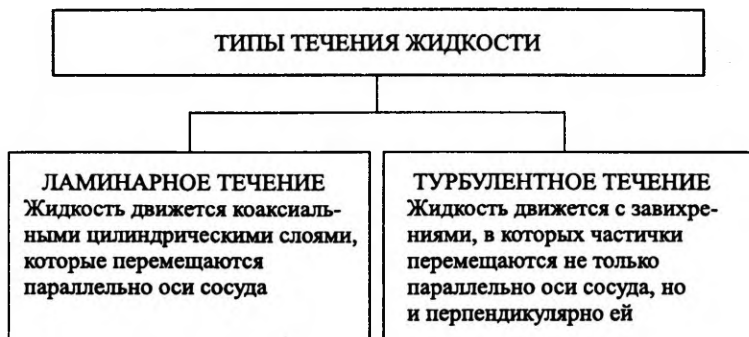 ТИПЫ ТЕЧЕНИЯ ЖИДКОСТИ
ЛАМИНАРНОЕ ТЕЧЕНИЕ
Жидкость движется коаксиаль-
ными цилиндрическими слоями,
которые перемещаются
параллельно оси сосуда
ТУРБУЛЕНТНОЕ ТЕЧЕНИЕ
Жидкость движется с завихре-
ниями, в которых частички
перемещаются не только
параллельно оси сосуда, но
и перпендикулярно ей